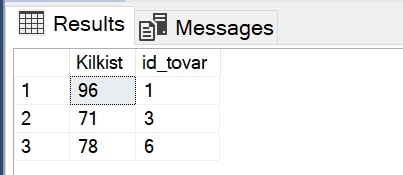 Results Messages
Kilkist id_tovar
1 96 1
2 71 3
3 78 6